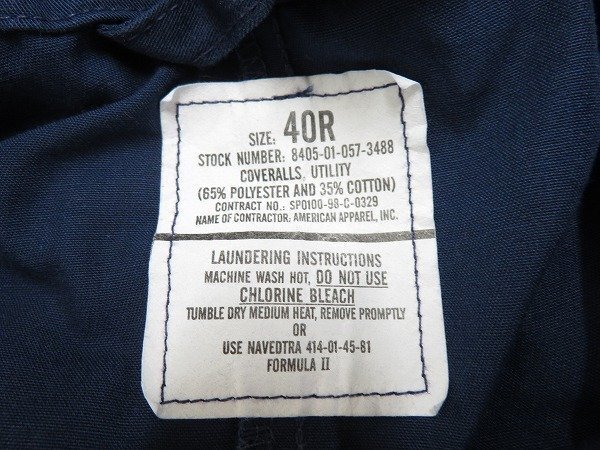 SIZE: 40R
STOCK NUMBER: 8405-01-057-3488
COVERALLS, UTILITY
(65% POLYESTER AND 35% COTTON)
CONTRACT NO.: SPO100-98-C-0329
NAME OF CONTRACTOR: AMERICAN APPAREL, INC.
LAUNDERING INSTRUCTIONS
MACHINE WASH HOT, DO NOT USE
CHLORINE BLEACH
TUMBLE DRY MEDIUM HEAT, REMOVE PROMPTLY
OR
USE NAVEDTRA 414-01-45-81
FORMULA II